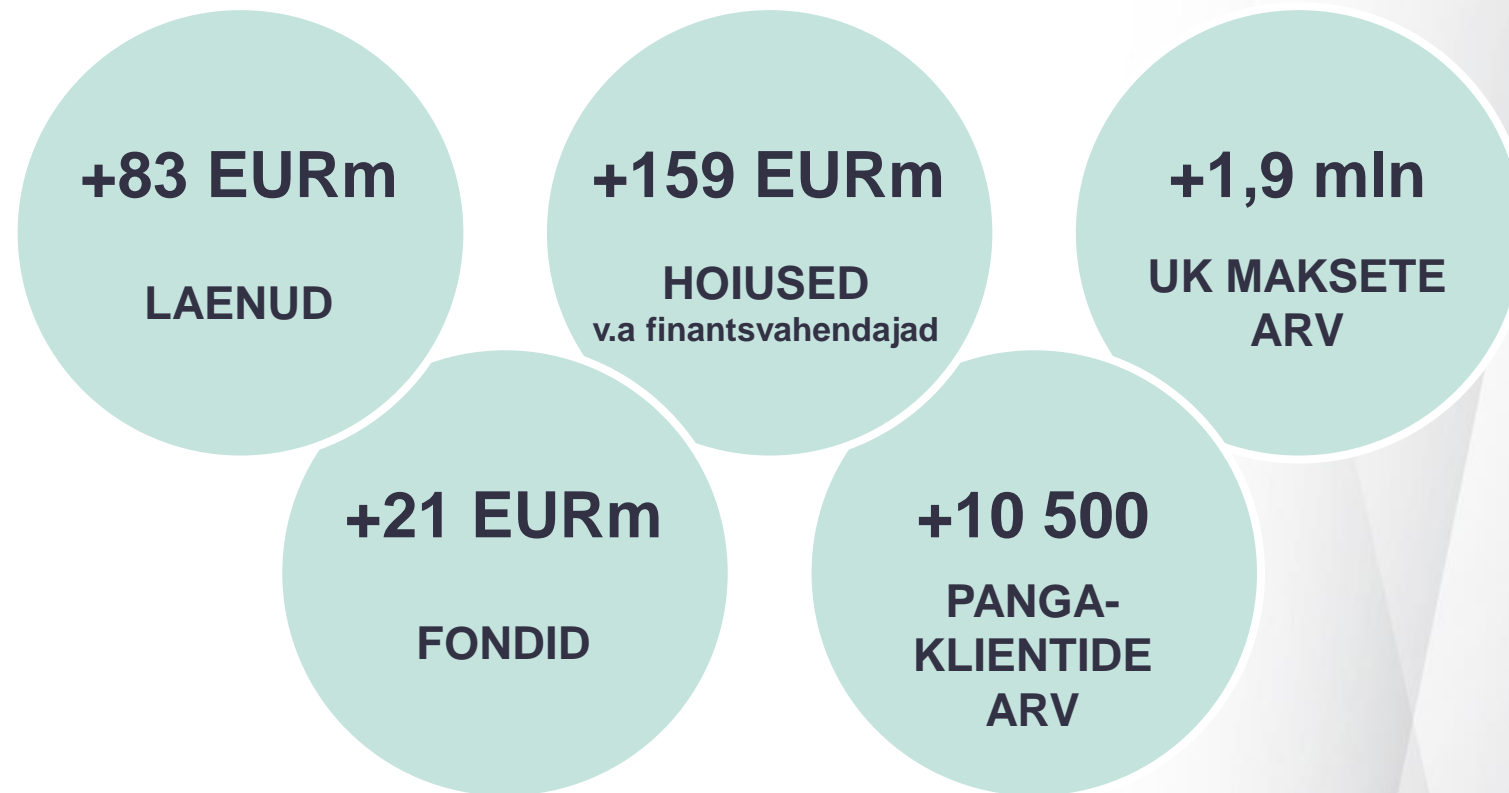 +83 EURm
LAENUD
+159 EURm
HOIUSED
v.a finantsvahendajad
+1,9 mln
UK MAKSETE
ARV
+21 EURm
FONDID
+10 500
PANGA-
KLIENTIDE
ARV